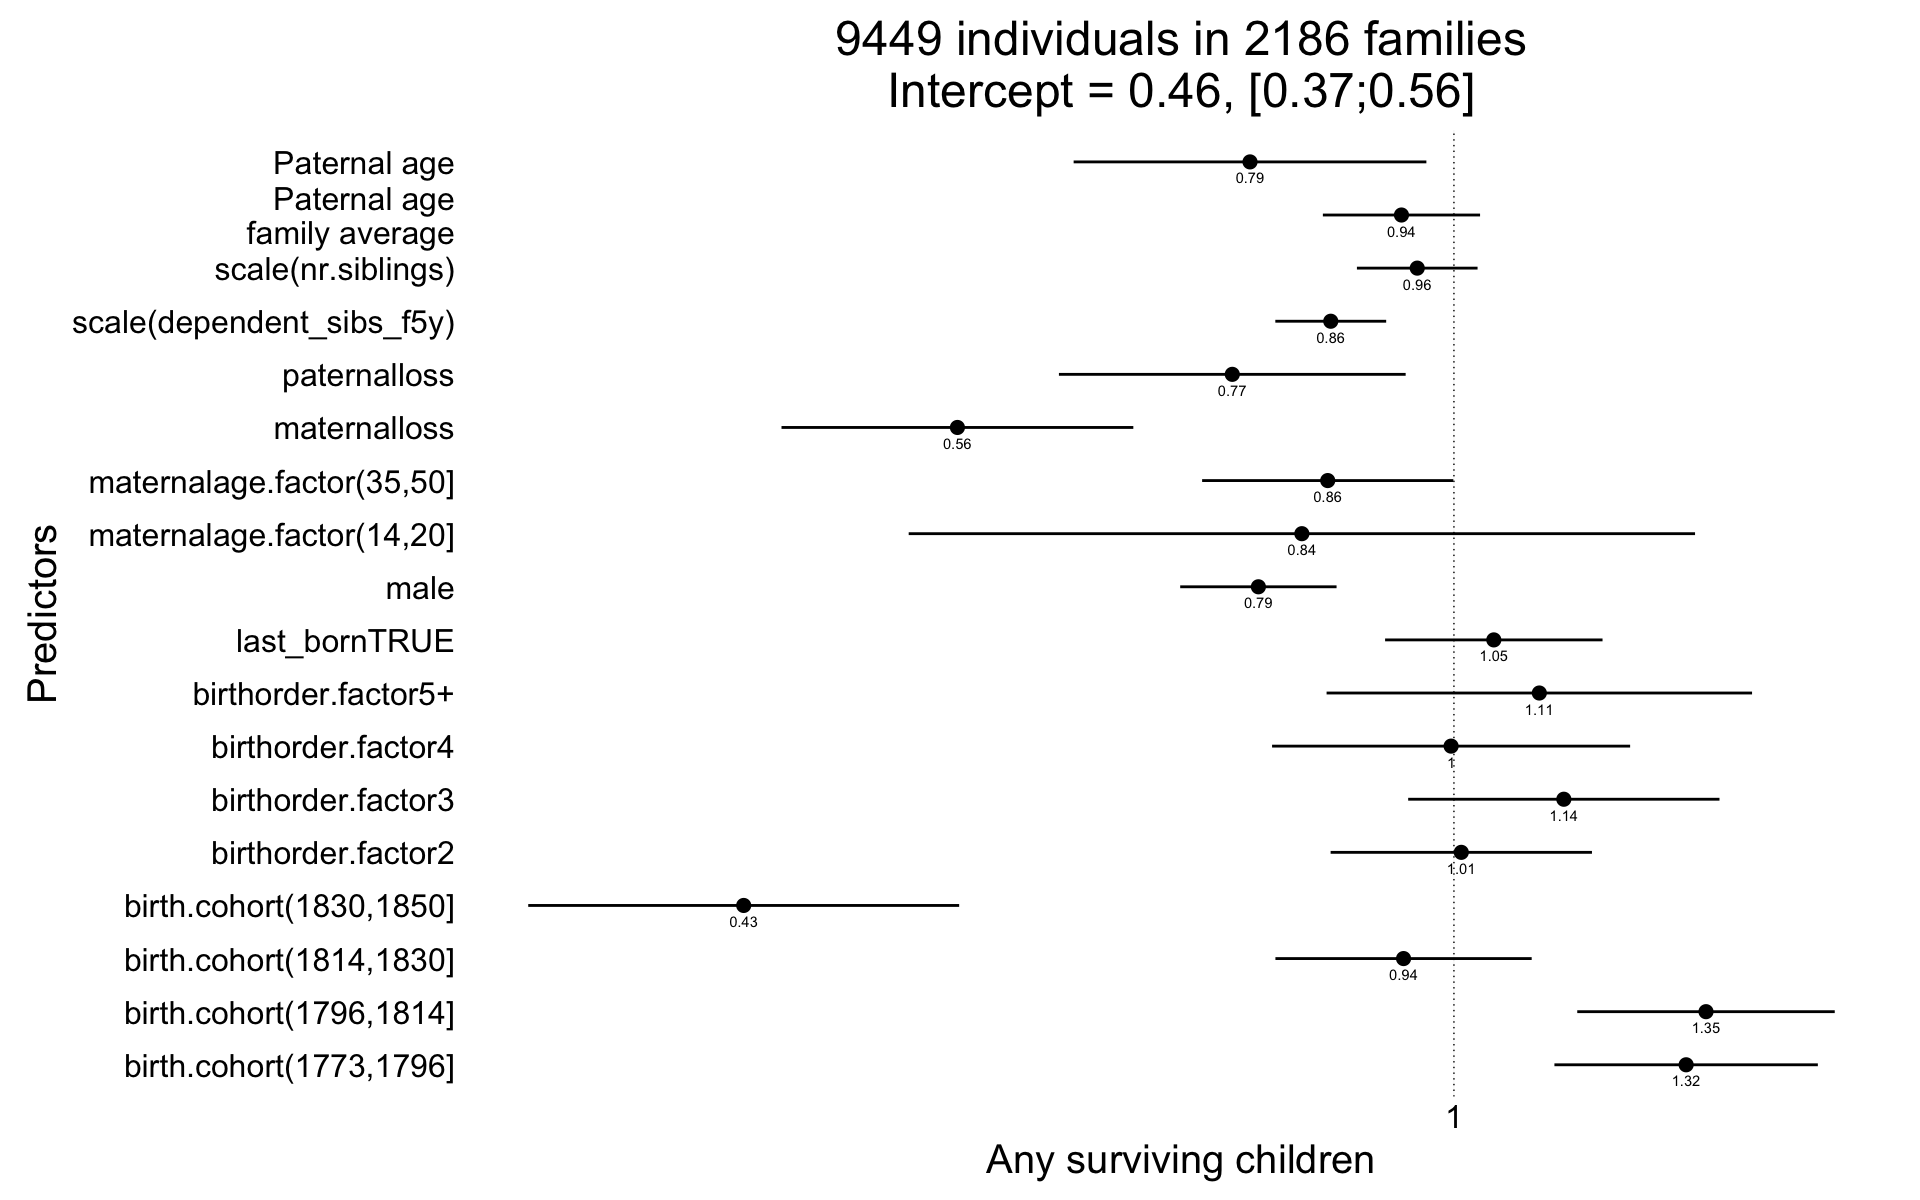 9449 individuals in 2186 families
Intercept = 0.46, [0.37;0.56]
Predictors
Paternal age
0.79
Paternal age
family average
0.94
scale(nr.siblings)
0.96
scale(dependent_sibs_f5y)
0.86
paternalloss
0.77
maternalloss
0.56
maternalage.factor(35,50]
0.86
maternalage.factor(14,20]
0.84
male
0.79
last_bornTRUE
1.05
birthorder.factor5+
1.11
birthorder.factor4
1
birthorder.factor3
1.14
birthorder.factor2
1.01
birth.cohort(1830,1850]
0.43
birth.cohort(1814,1830]
0.94
birth.cohort(1796,1814]
1.35
birth.cohort(1773,1796]
1.32
1
Any surviving children